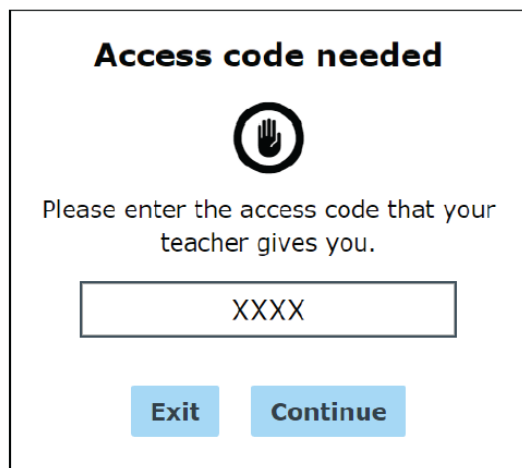 Access code needed
Please enter the access code that your
teacher gives you.
XXXX
Exit
Continue